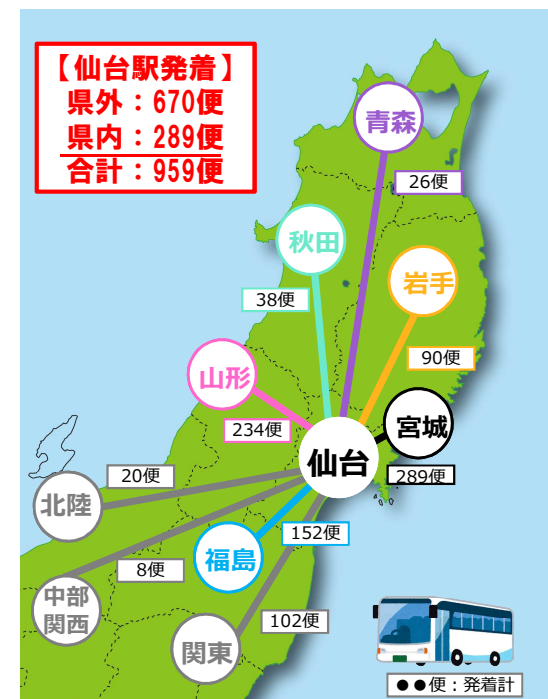 【仙台駅発着】
県外：670便
県内：289便
合計：959便
青森
26便
秋田
岩手
38便
90便
山形
宮城
234便
仙台
289便
20便
北陸
152便
福島
8便
中部
関西
102便
関東
●●便：発着計